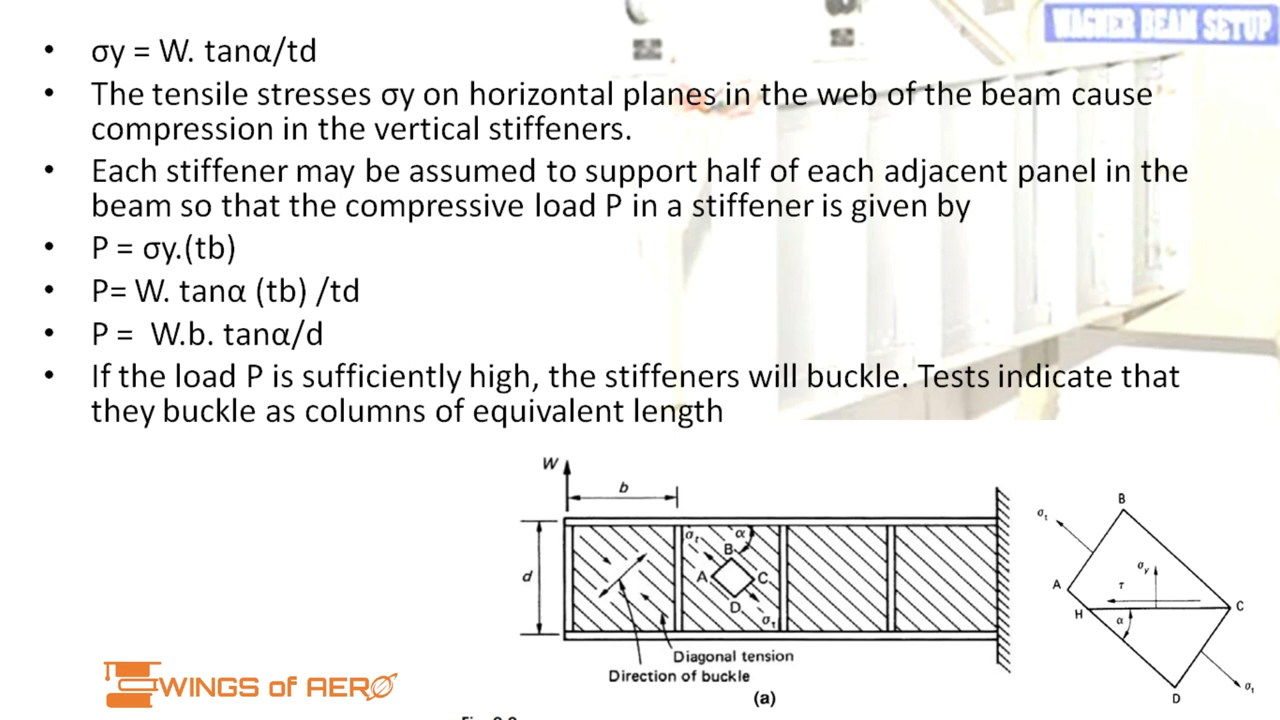 WAGNER BEAM SETUP
• σy = W. tanα/td
• The tensile stresses σy on horizontal planes in the web of the beam cause
compression in the vertical stiffeners.
• Each stiffener may be assumed to support half of each adjacent panel in the
beam so that the compressive load P in a stiffener is given by
• P = σy.(tb)
• P= W. tanα (tb) /td
• P = W.b. tanα/d
• If the load P is sufficiently high, the stiffeners will buckle. Tests indicate that
they buckle as columns of equivalent length
W
b
d
σt α
B
A C
D
σt
Diagonal tension
Direction of buckle
(a)
B
σt
σy
A τ
H α C
D σt
WINGS of AERO